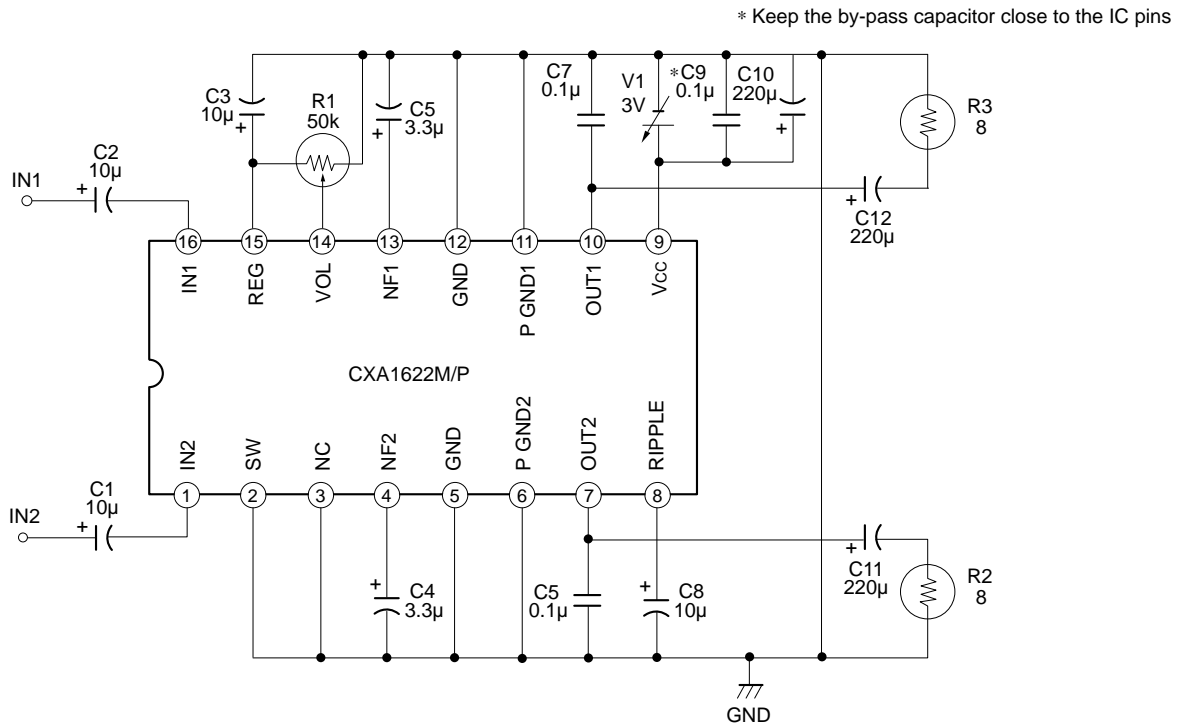 * Keep the by-pass capacitor close to the IC pins
C3
10µ
+
R1
50k
C5
3.3µ
+
C7
0.1µ
V1
3V
*C9
0.1µ
C10
220µ
+
R3
8
C2
10µ
+
IN1
C12
220µ
+
16
15
14
13
12
11
10
9
IN1
REG
VOL
NF1
GND
P GND1
OUT1
Vcc
CXA1622M/P
IN2
SW
NC
NF2
GND
P GND2
OUT2
RIPPLE
1
2
3
4
5
6
7
8
C1
10µ
+
IN2
C4
3.3µ
+
C5
0.1µ
C8
10µ
+
C11
220µ
+
R2
8
GND